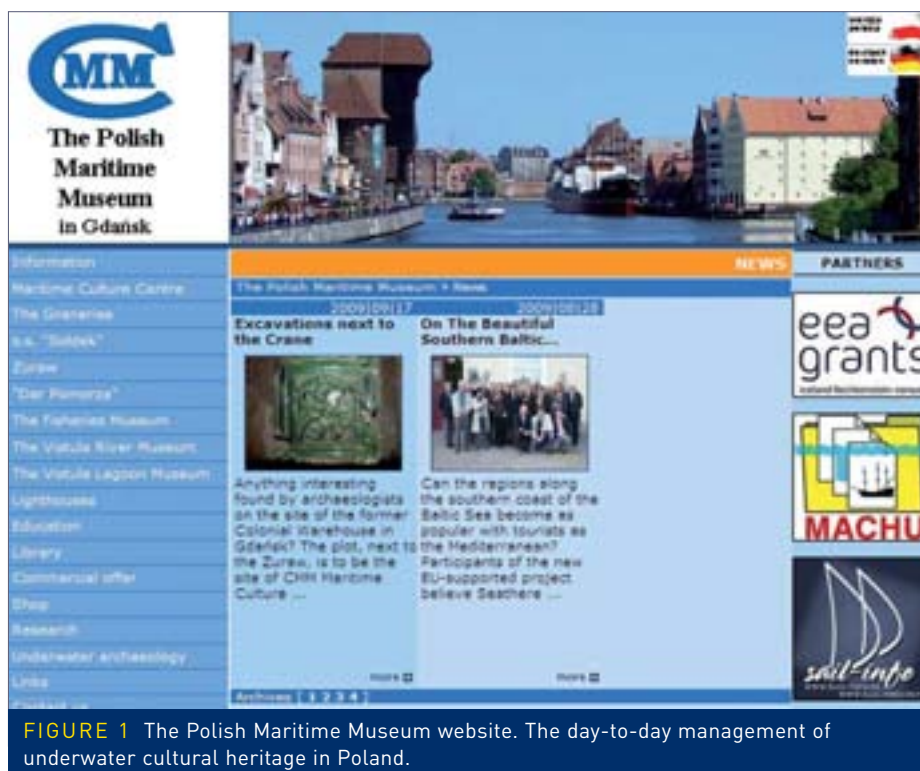 CMM
The Polish
Maritime
Museum
in Gdańsk
Information
Maritime Culture Centre
The Granaries
s.s. "Sołdek"
Żuraw
"Dar Pomorza"
The Fisheries Museum
The Vistula River Museum
The Vistula Lagoon Museum
Lighthouses
Education
Library
Commercial offer
Shop
Research
Underwater archaeology
Links
Contact us
NEWS
The Polish Maritime Museum > News
2009|09|17
Excavations next to
the Crane
Anything interesting
found by archaeologists
on the site of the former
Colonial Warehouse in
Gdańsk? The plot, next to
the Zuraw, is to be the
site of CMM Maritime
Culture ...
more
2009|08|28
On The Beautiful
Southern Baltic...
Can the regions along
the southern coast of the
Baltic Sea become as
popular with tourists as
the Mediterranean?
Participants of the new
EU-supported project
believe Seathere ...
more
Archives [ 1 2 3 4 ]
PARTNERS
eea
grants
MACHU
sail-info
FIGURE 1 The Polish Maritime Museum website. The day-to-day management of
underwater cultural heritage in Poland.